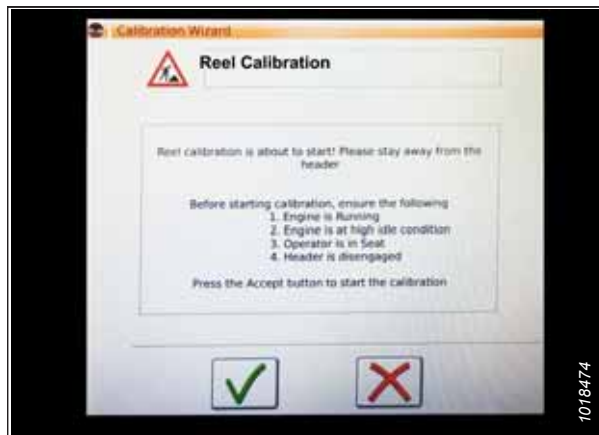 Calibration Wizard
Reel Calibration
Reel calibration is about to start! Please stay away from the
header
Before starting calibration, ensure the following
1. Engine is Running
2. Engine is at high idle condition
3. Operator is in Seat
4. Header is disengaged
Press the Accept button to start the calibration
1018474